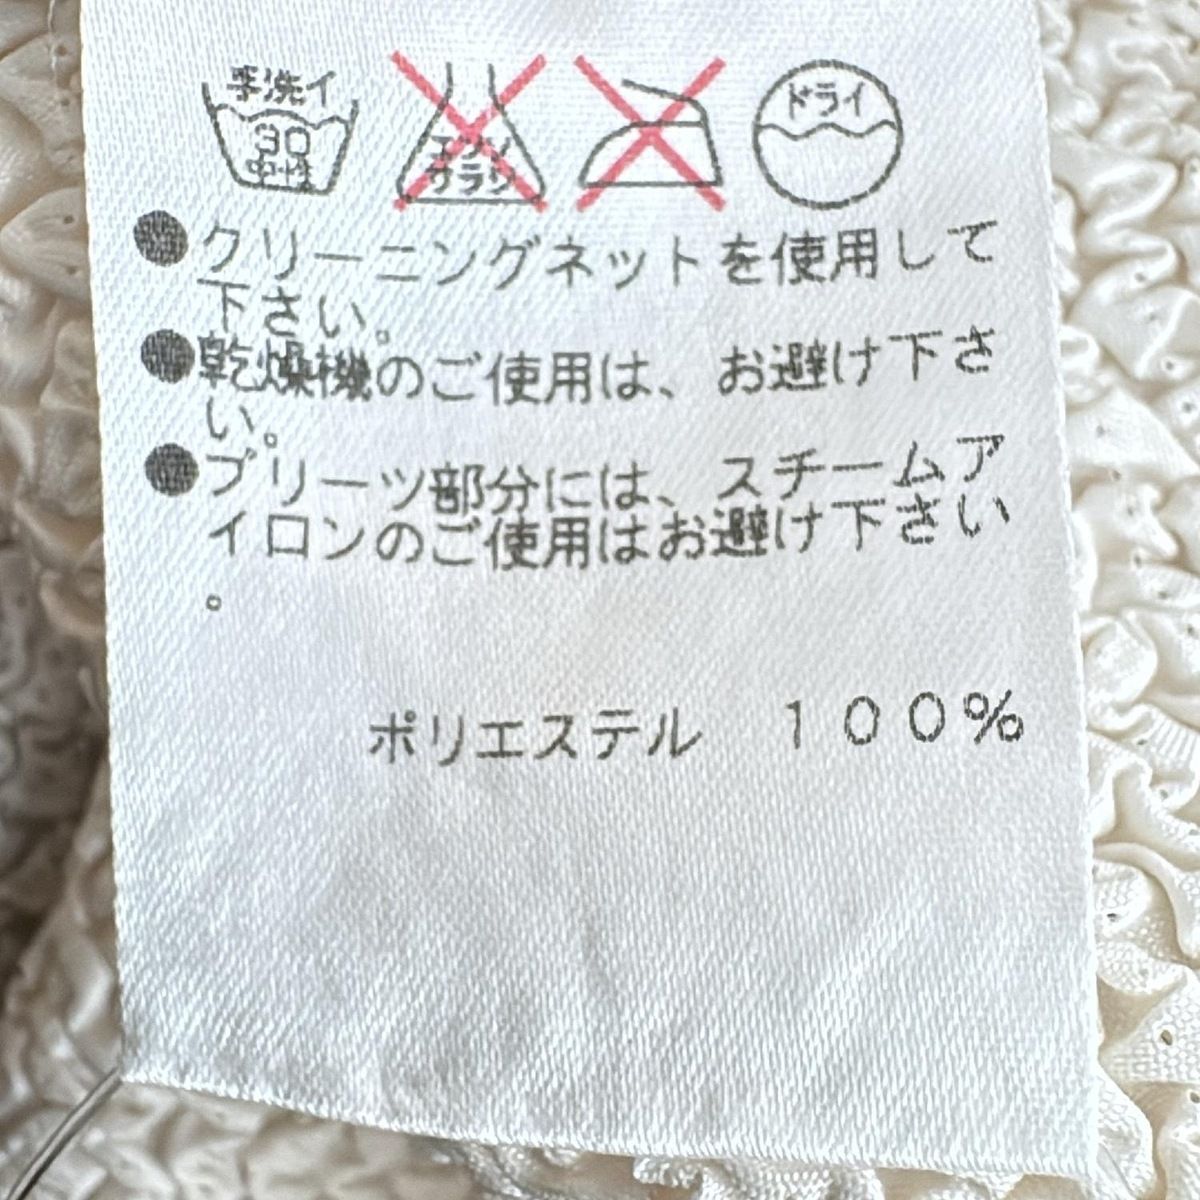 手洗イ
30
中性
エンソ
サラシ
ドライ
●クリーニングネットを使用して
下さい。
●乾燥機のご使用は、お避け下さ
い。
●プリーツ部分には、スチームア
イロンのご使用はお避け下さい
。
ポリエステル　１００％